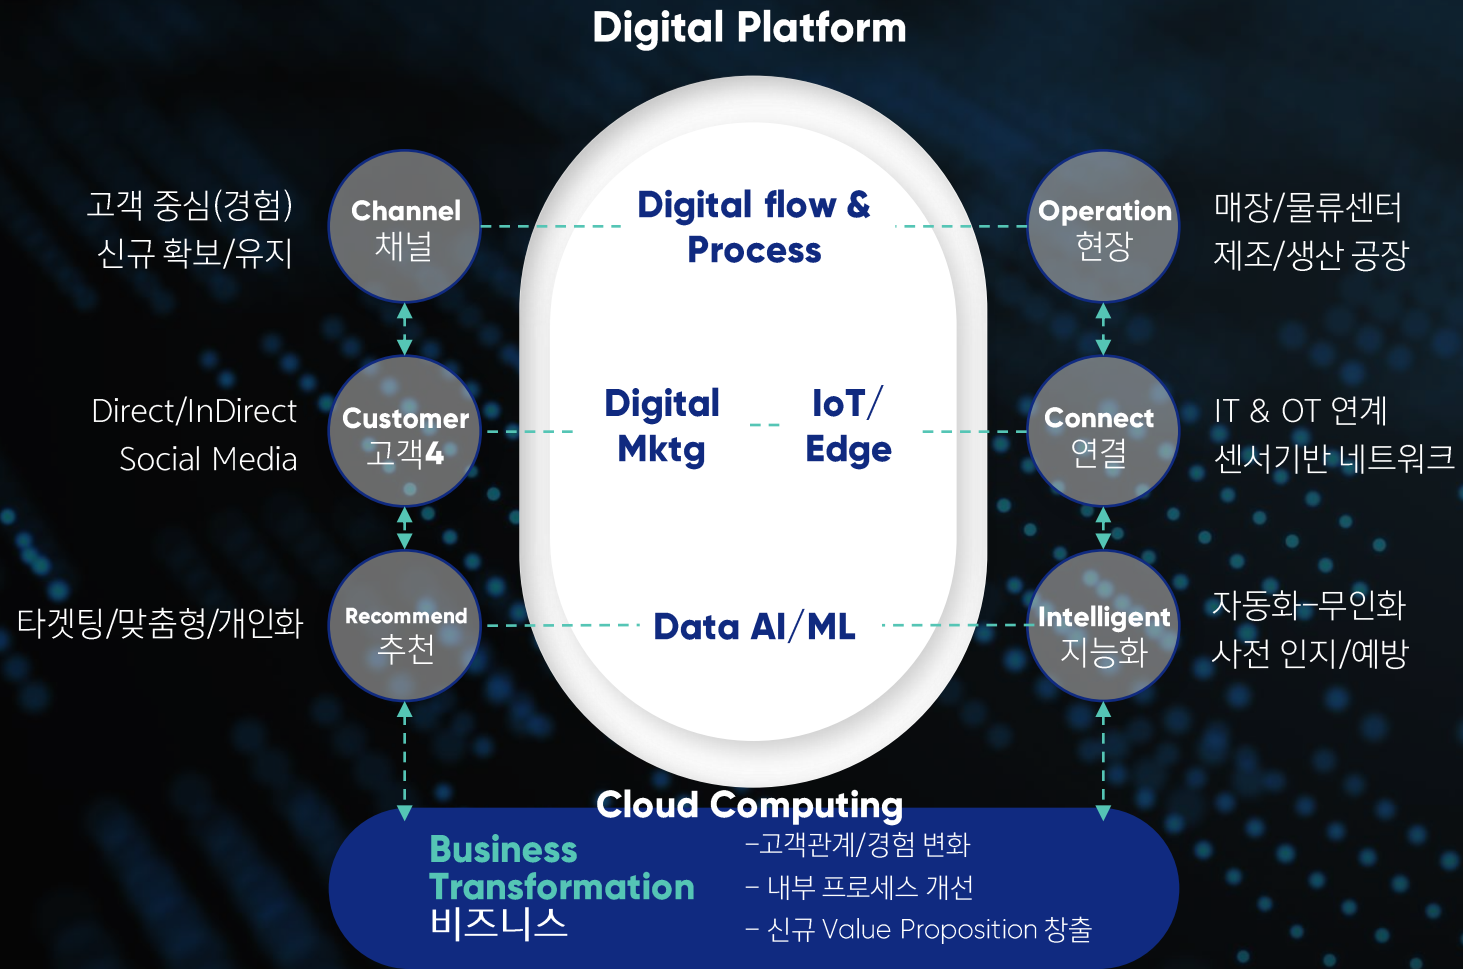 Digital Platform
고객 중심(경험)
신규 확보/유지
Channel
채널
Digital flow &
Process
Operation
현장
매장/물류센터
제조/생산 공장
Direct/InDirect
Social Media
Customer
고객4
Digital
Mktg
IoT/
Edge
Connect
연결
IT & OT 연계
센서기반 네트워크
타겟팅/맞춤형/개인화
Recommend
추천
Data AI/ML
Intelligent
지능화
자동화–무인화
사전 인지/예방
Cloud Computing
Business
Transformation
비즈니스
–고객관계/경험 변화
– 내부 프로세스 개선
– 신규 Value Proposition 창출